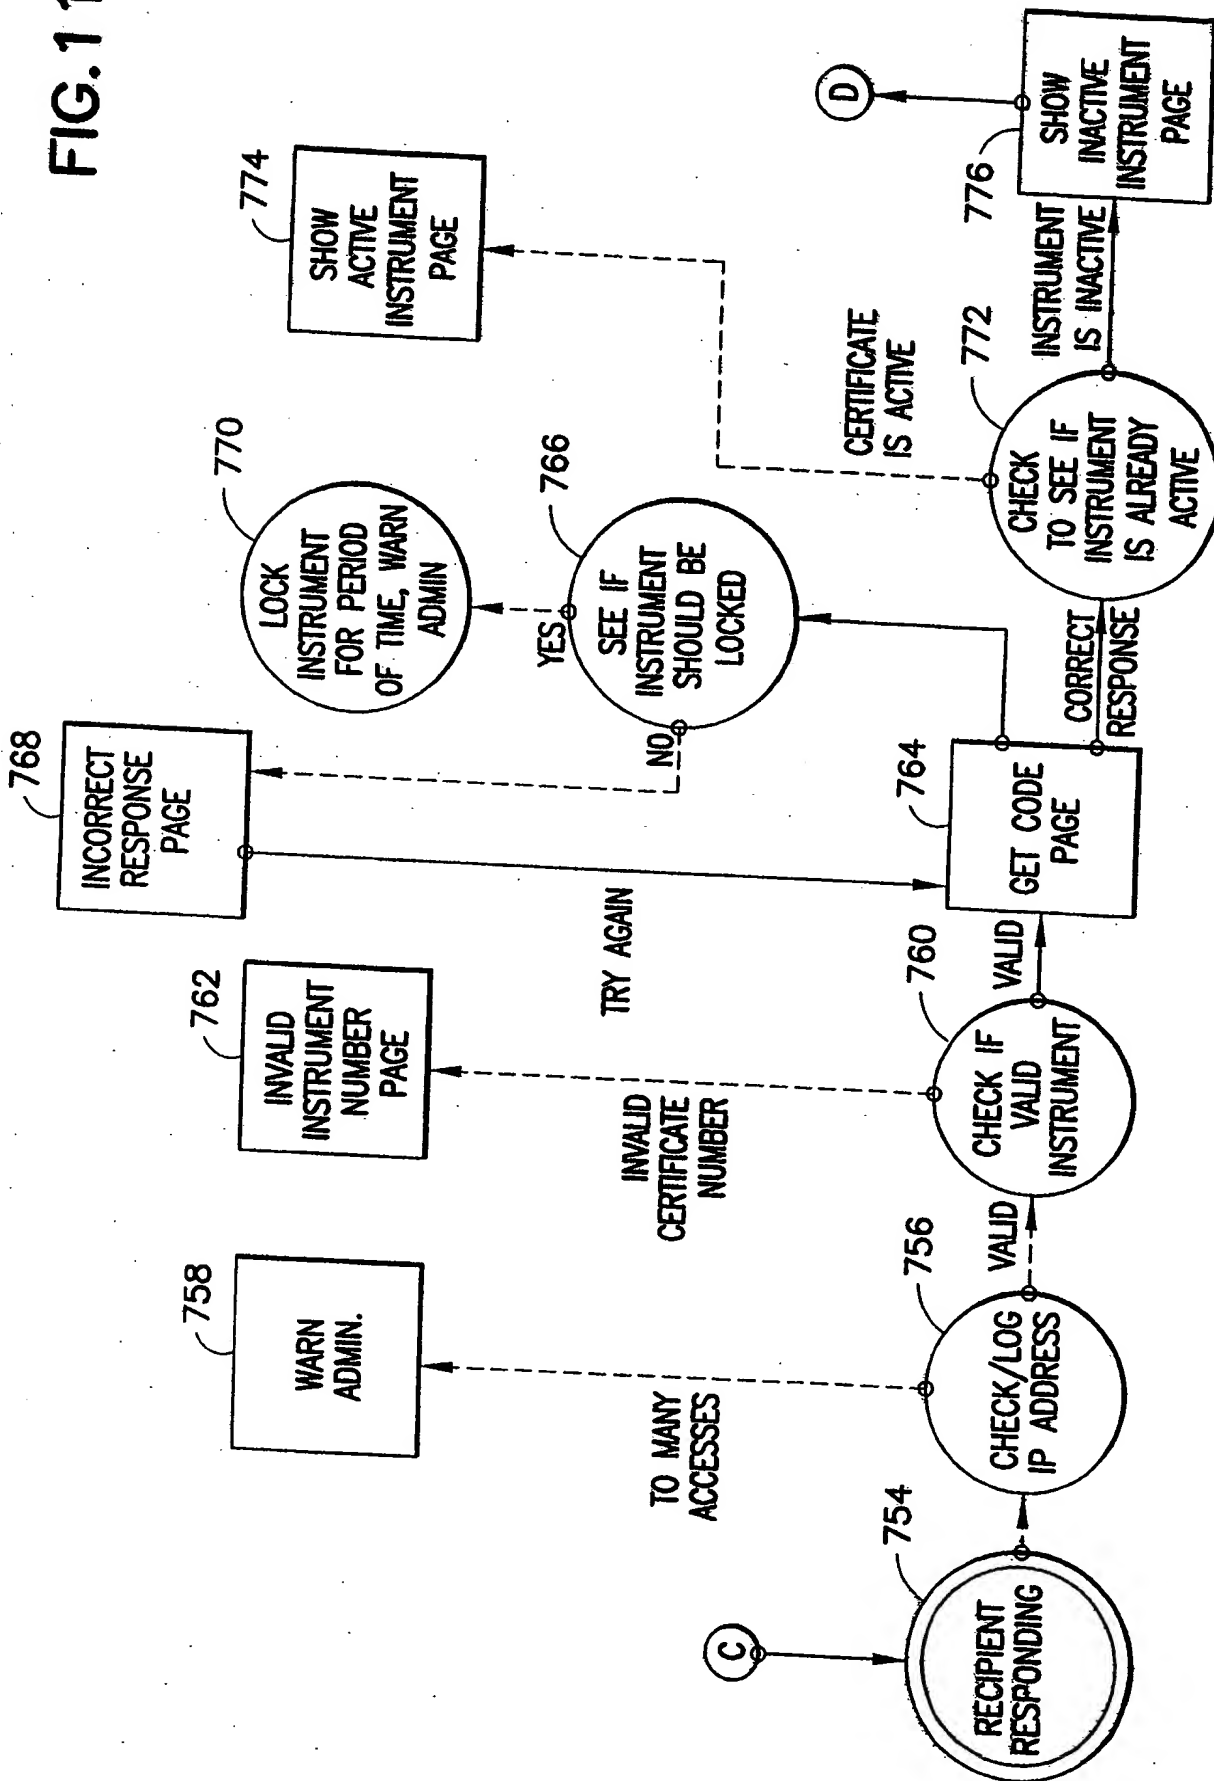 FIG.11
768
INCORRECT
RESPONSE
PAGE
758
WARN
ADMIN.
762
INVALID
INSTRUMENT
NUMBER
PAGE
770
LOCK
INSTRUMENT
FOR PERIOD
OF TIME, WARN
ADMIN
774
SHOW
ACTIVE
INSTRUMENT
PAGE
TO MANY
ACCESSES
INVALID
CERTIFICATE
NUMBER
TRY AGAIN
NO
YES
766
SEE IF
INSTRUMENT
SHOULD BE
LOCKED
CERTIFICATE
IS ACTIVE
C
D
754
RECIPIENT
RESPONDING
756
CHECK/LOG
IP ADDRESS
VALID
760
CHECK IF
VALID
INSTRUMENT
VALID
764
GET CODE
PAGE
CORRECT
RESPONSE
772
CHECK
TO SEE IF
INSTRUMENT
IS ALREADY
ACTIVE
INSTRUMENT
IS INACTIVE
776
SHOW
INACTIVE
INSTRUMENT
PAGE